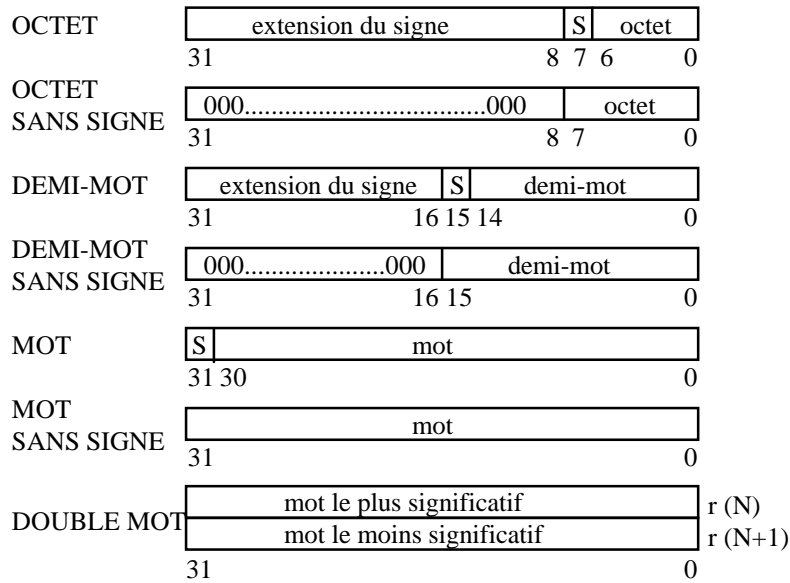 OCTET extension du signe S octet
31 8 7 6 0
OCTET
SANS SIGNE 000..................................000 octet
31 8 7 0
DEMI-MOT extension du signe S demi-mot
31 16 15 14 0
DEMI-MOT
SANS SIGNE 000....................000 demi-mot
31 16 15 0
MOT S mot
31 30 0
MOT
SANS SIGNE mot
31 0
mot le plus significatif r (N)
DOUBLE MOT
mot le moins significatif r (N+1)
31 0